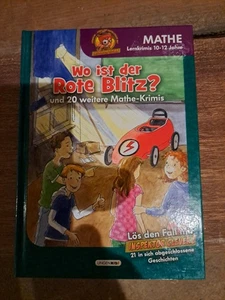 MATHE
Lernkrimis 10-12 Jahre
Wo ist der
Rote Blitz?
und 20 weitere Mathe-Krimis
Lös den Fall mit
21 in sich abgeschlossene
Geschichten